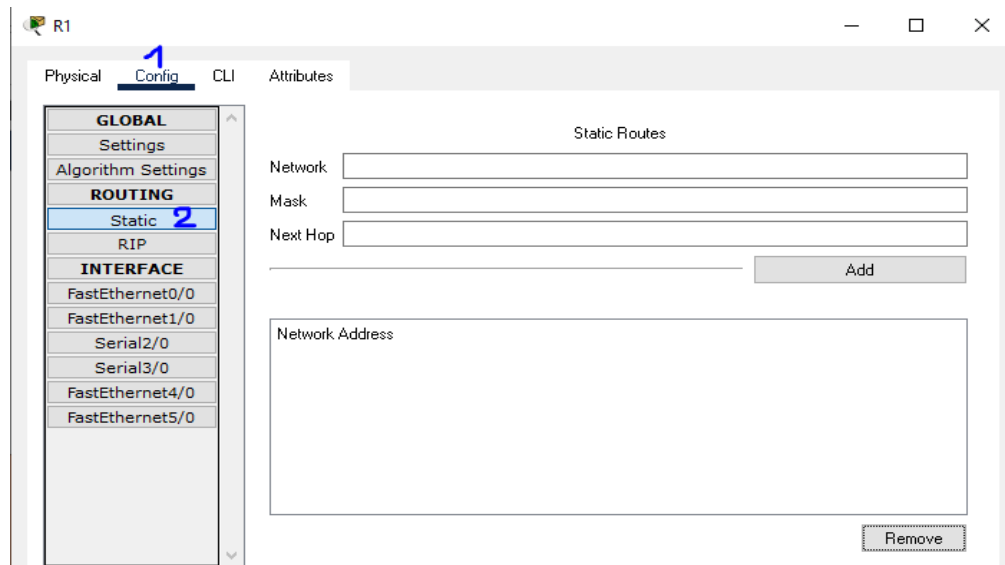 R1
1
Physical Config CLI Attributes
GLOBAL
Settings
Algorithm Settings
ROUTING
Static 2
RIP
INTERFACE
FastEthernet0/0
FastEthernet1/0
Serial2/0
Serial3/0
FastEthernet4/0
FastEthernet5/0
Static Routes
Network
Mask
Next Hop
Add
Network Address
Remove